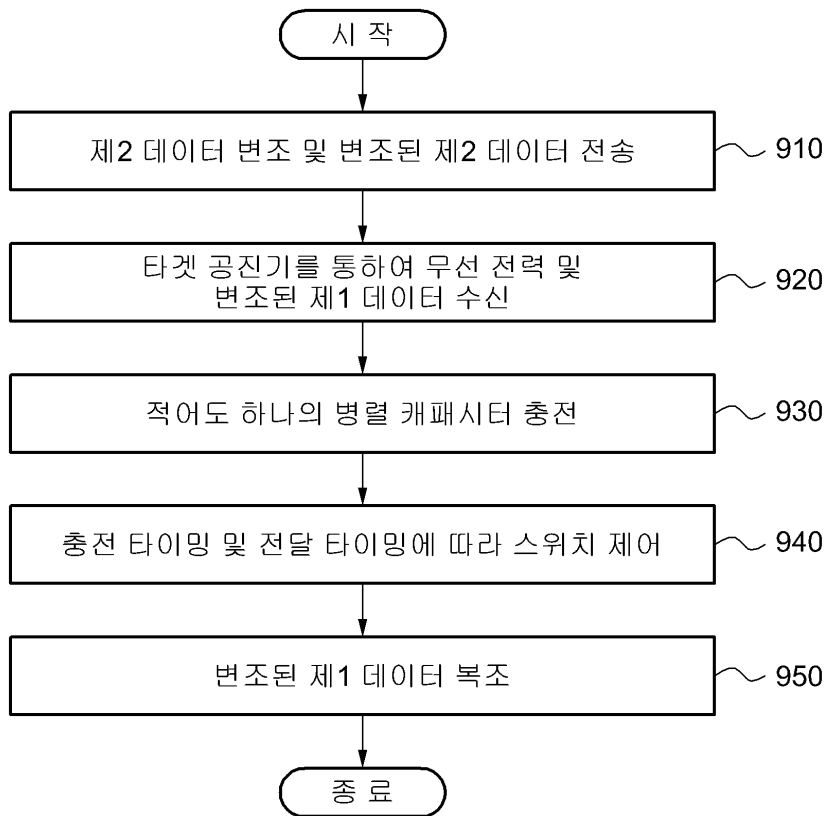 시 작
제2 데이터 변조 및 변조된 제2 데이터 전송
910
타겟 공진기를 통하여 무선 전력 및
변조된 제1 데이터 수신
920
적어도 하나의 병렬 캐패시터 충전
930
충전 타이밍 및 전달 타이밍에 따라 스위치 제어
940
변조된 제1 데이터 복조
950
종 료